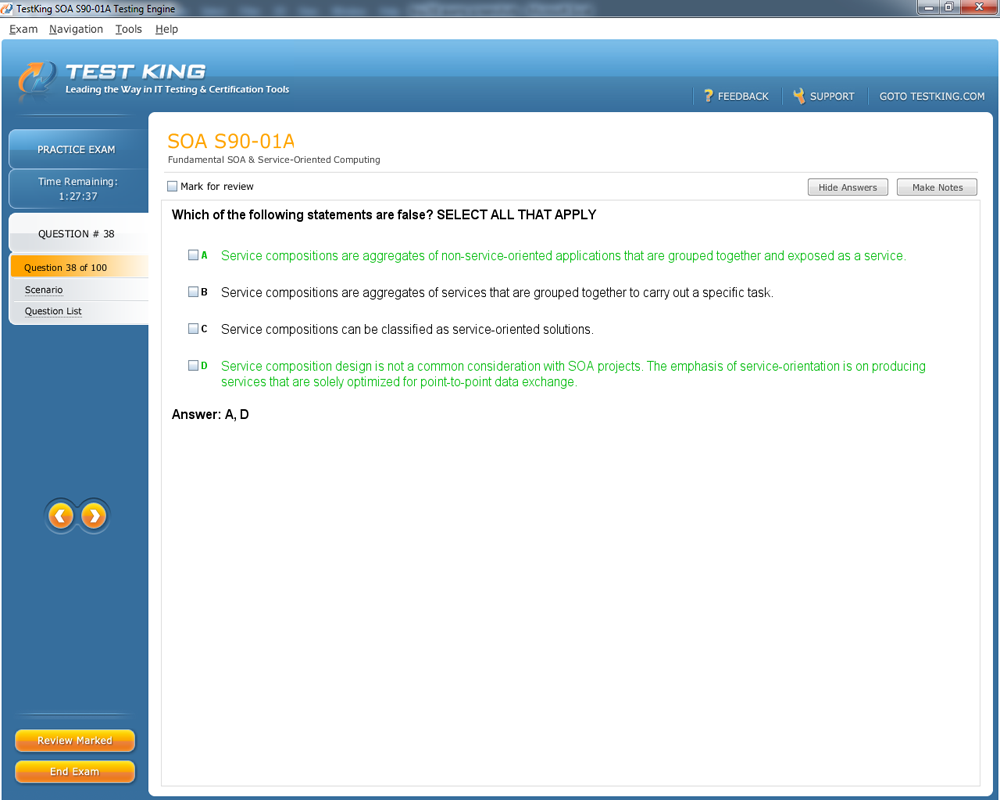 TestKing SOA S90-01A Testing Engine
Exam Navigation Tools Help
TEST KING
Leading the Way in IT Testing & Certification Tools
? FEEDBACK SUPPORT GOTO TESTKING.COM
PRACTICE EXAM
Time Remaining:
1:27:37
QUESTION # 38
Question 38 of 100
Scenario
Question List
SOA S90-01A
Fundamental SOA & Service-Oriented Computing
Mark for review
Hide Answers
Make Notes
Which of the following statements are false? SELECT ALL THAT APPLY
A Service compositions are aggregates of non-service-oriented applications that are grouped together and exposed as a service.
B Service compositions are aggregates of services that are grouped together to carry out a specific task.
C Service compositions can be classified as service-oriented solutions.
D Service composition design is not a common consideration with SOA projects. The emphasis of service-orientation is on producing
services that are solely optimized for point-to-point data exchange.
Answer: A, D
Review Marked
End Exam